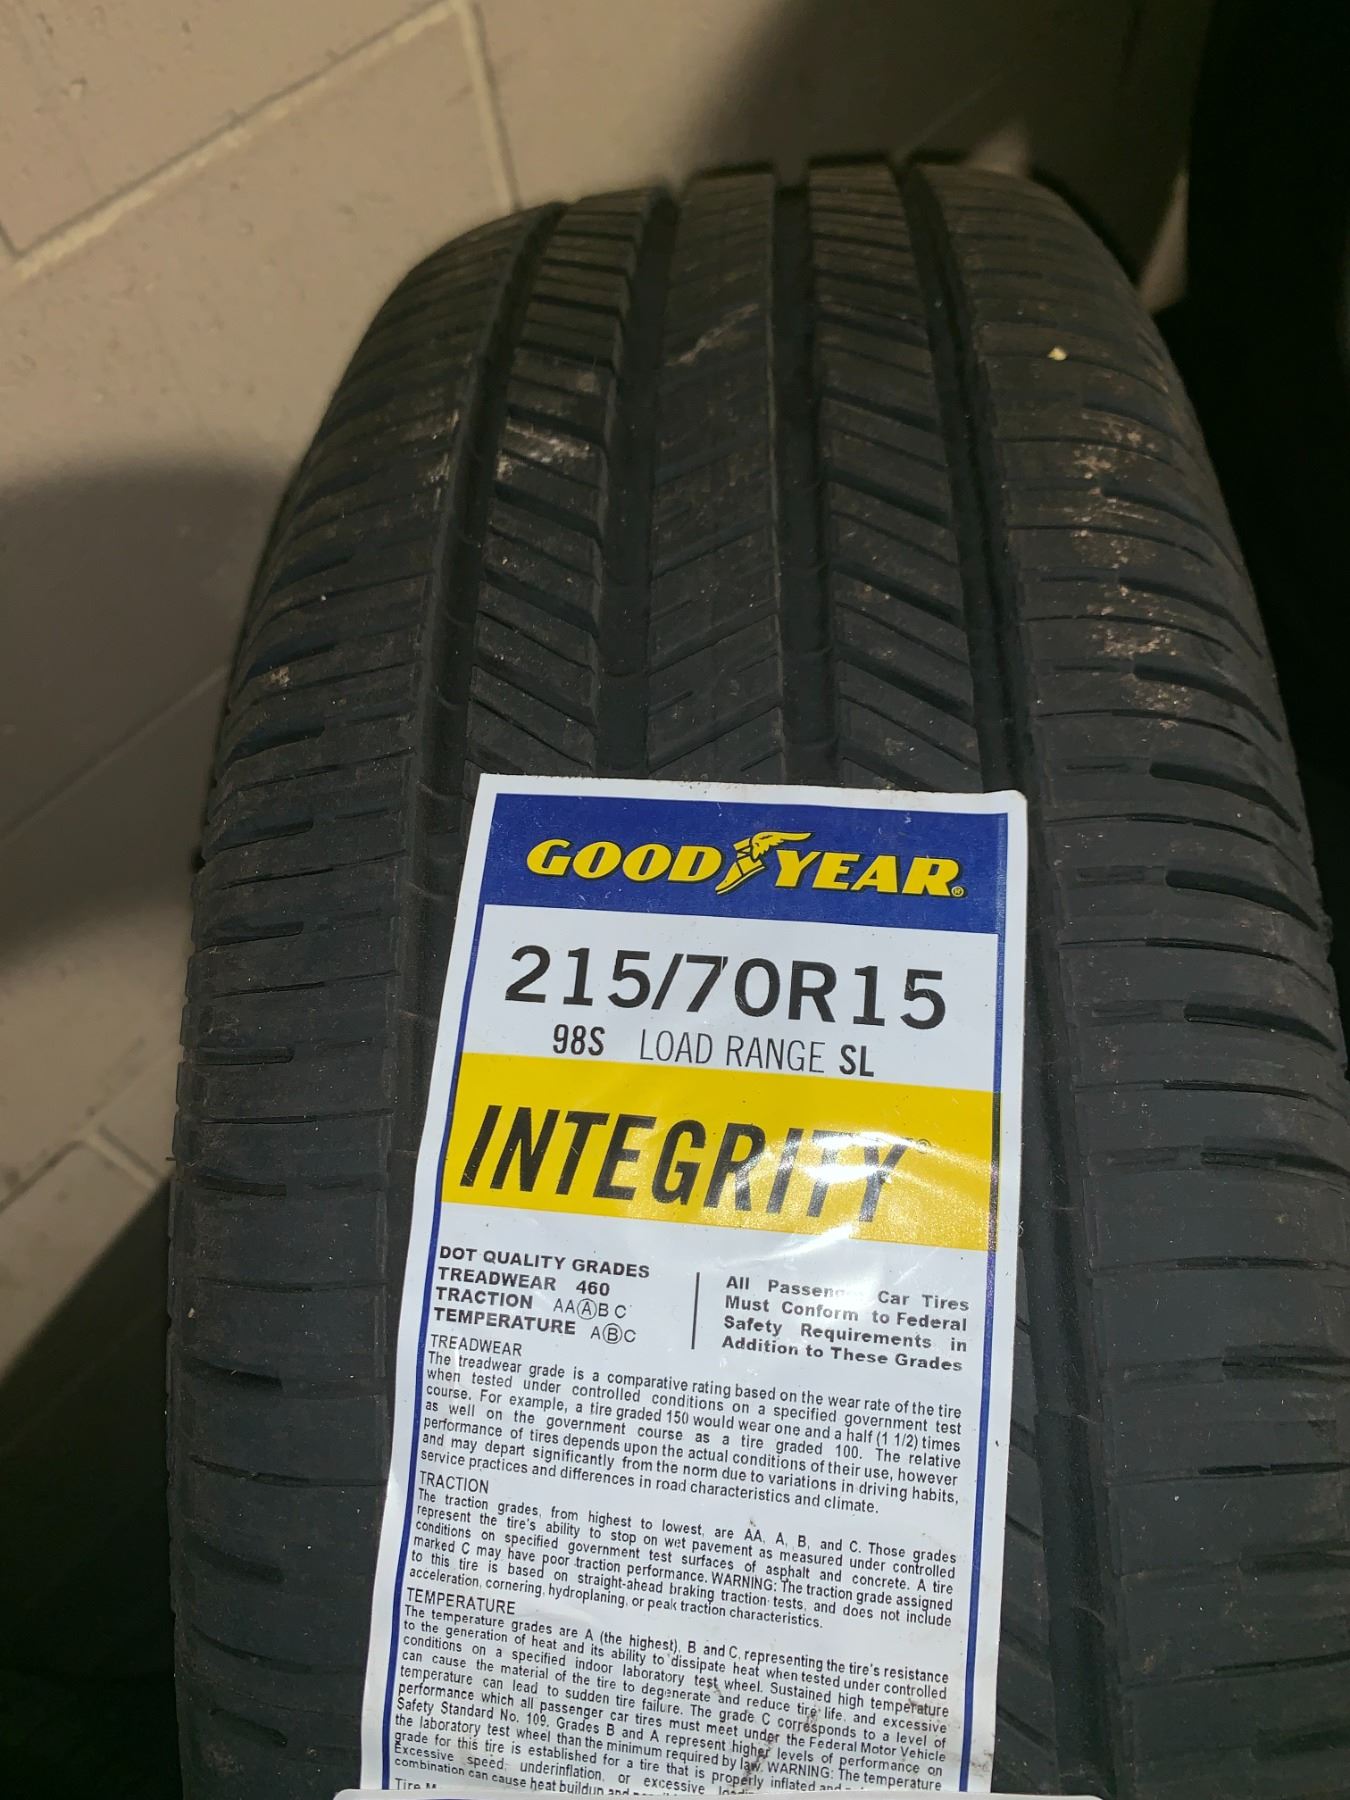 GOODYEAR®
215/70R15
98S LOAD RANGE SL
INTEGRITY®
DOT QUALITY GRADES
TREADWEAR 460
TRACTION AA Ⓐ B C
TEMPERATURE A Ⓑ C
All Passenger Car Tires
Must Conform to Federal
Safety Requirements in
Addition to These Grades
TREADWEAR
The treadwear grade is a comparative rating based on the wear rate of the tire
when tested under controlled conditions on a specified government test
course. For example, a tire graded 150 would wear one and a half (1 1/2) times
as well on the government course as a tire graded 100. The relative
performance of tires depends upon the actual conditions of their use, however
and may depart significantly from the norm due to variations in driving habits,
service practices and differences in road characteristics and climate.
TRACTION
The traction grades, from highest to lowest, are AA, A, B, and C. Those grades
represent the tire's ability to stop on wet pavement as measured under controlled
conditions on specified government test surfaces of asphalt and concrete. A tire
marked C may have poor traction performance. WARNING: The traction grade assigned
to this tire is based on straight-ahead braking traction tests, and does not include
acceleration, cornering, hydroplaning, or peak traction characteristics.
TEMPERATURE
The temperature grades are A (the highest), B and C, representing the tire's resistance
to the generation of heat and its ability to dissipate heat when tested under controlled
conditions on a specified indoor laboratory test wheel. Sustained high temperature
can cause the material of the tire to degenerate and reduce tire life, and excessive
temperature can lead to sudden tire failure. The grade C corresponds to a level of
performance which all passenger car tires must meet under the Federal Motor Vehicle
Safety Standard No. 109. Grades B and A represent higher levels of performance on
the laboratory test wheel than the minimum required by law. WARNING: The temperature
grade for this tire is established for a tire that is properly inflated and
Excessive speed, underinflation, or excessive
combination can cause heat buildup and
Tire